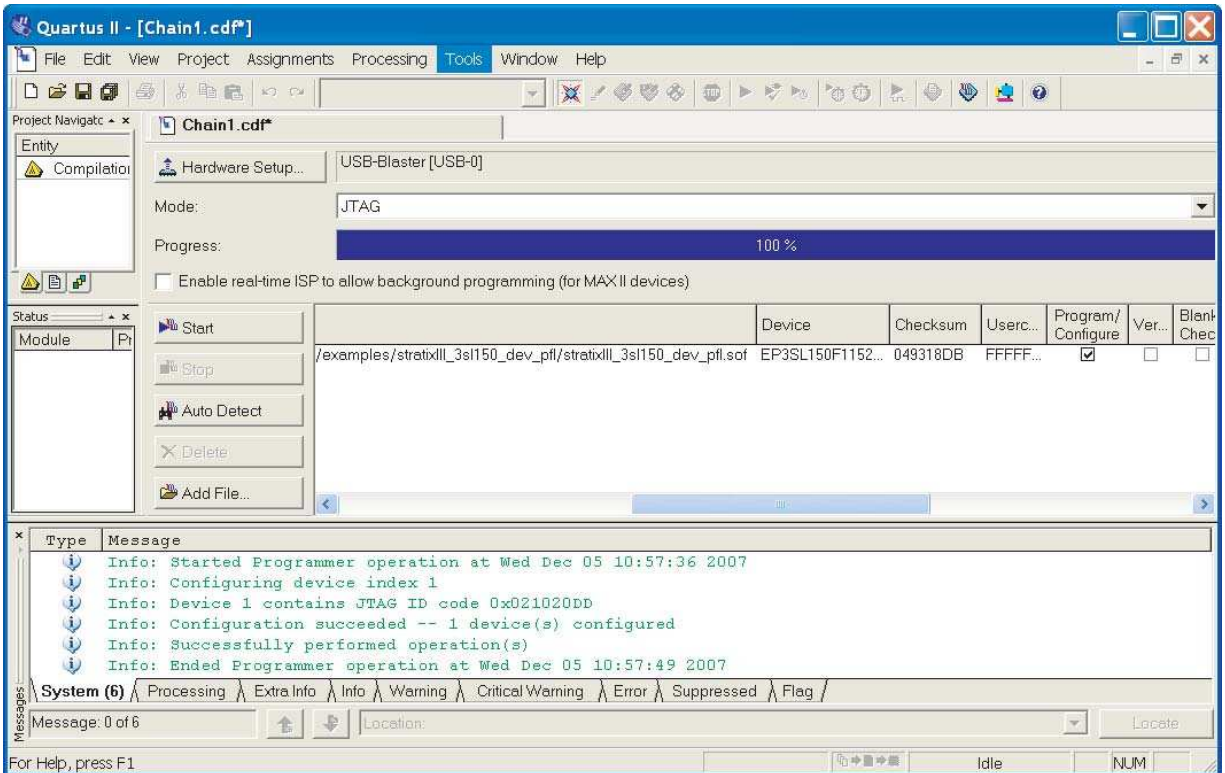 Quartus II - [Chain1.cdf*]
File Edit View Project Assignments Processing Tools Window Help
Project Navigatc
Chain1.cdf*
Entity
Compilation
Hardware Setup...
USB-Blaster [USB-0]
Mode:
JTAG
Progress:
100 %
Enable real-time ISP to allow background programming (for MAX II devices)
Status
Module
Start
Stop
Auto Detect
Delete
Add File...
Device Checksum Userc... Program/ Configure Ver... Blank Chec
/examples/stratixIII_3sl150_dev_pfl/stratixIII_3sl150_dev_pfl.sof EP3SL150F1152... 049318DB FFFFF...
Type Message
Info: Started Programmer operation at Wed Dec 05 10:57:36 2007
Info: Configuring device index 1
Info: Device 1 contains JTAG ID code 0x021020DD
Info: Configuration succeeded -- 1 device(s) configured
Info: Successfully performed operation(s)
Info: Ended Programmer operation at Wed Dec 05 10:57:49 2007
System (6) Processing Extra Info Info Warning Critical Warning Error Suppressed Flag
Messages
Message: 0 of 6
Location:
Locate
For Help, press F1
Idle
NUM